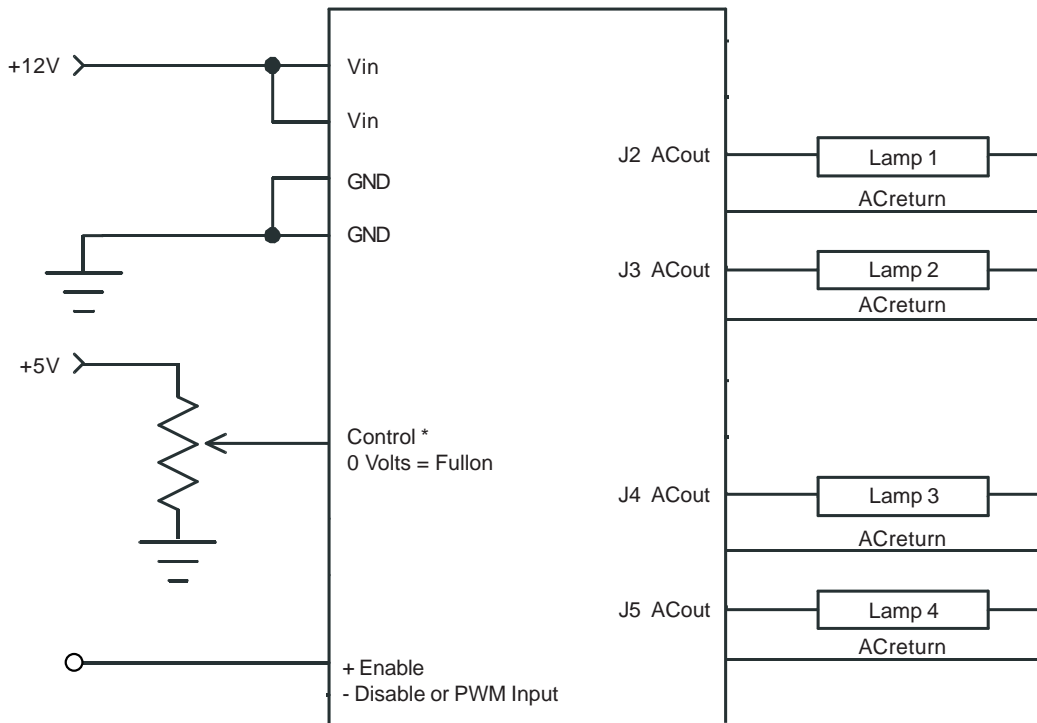 +12V
Vin
Vin
GND
GND
+5V
Control *
0 Volts = Fullon
+ Enable
- Disable or PWM Input
J2 ACout
Lamp 1
ACreturn
J3 ACout
Lamp 2
ACreturn
J4 ACout
Lamp 3
ACreturn
J5 ACout
Lamp 4
ACreturn